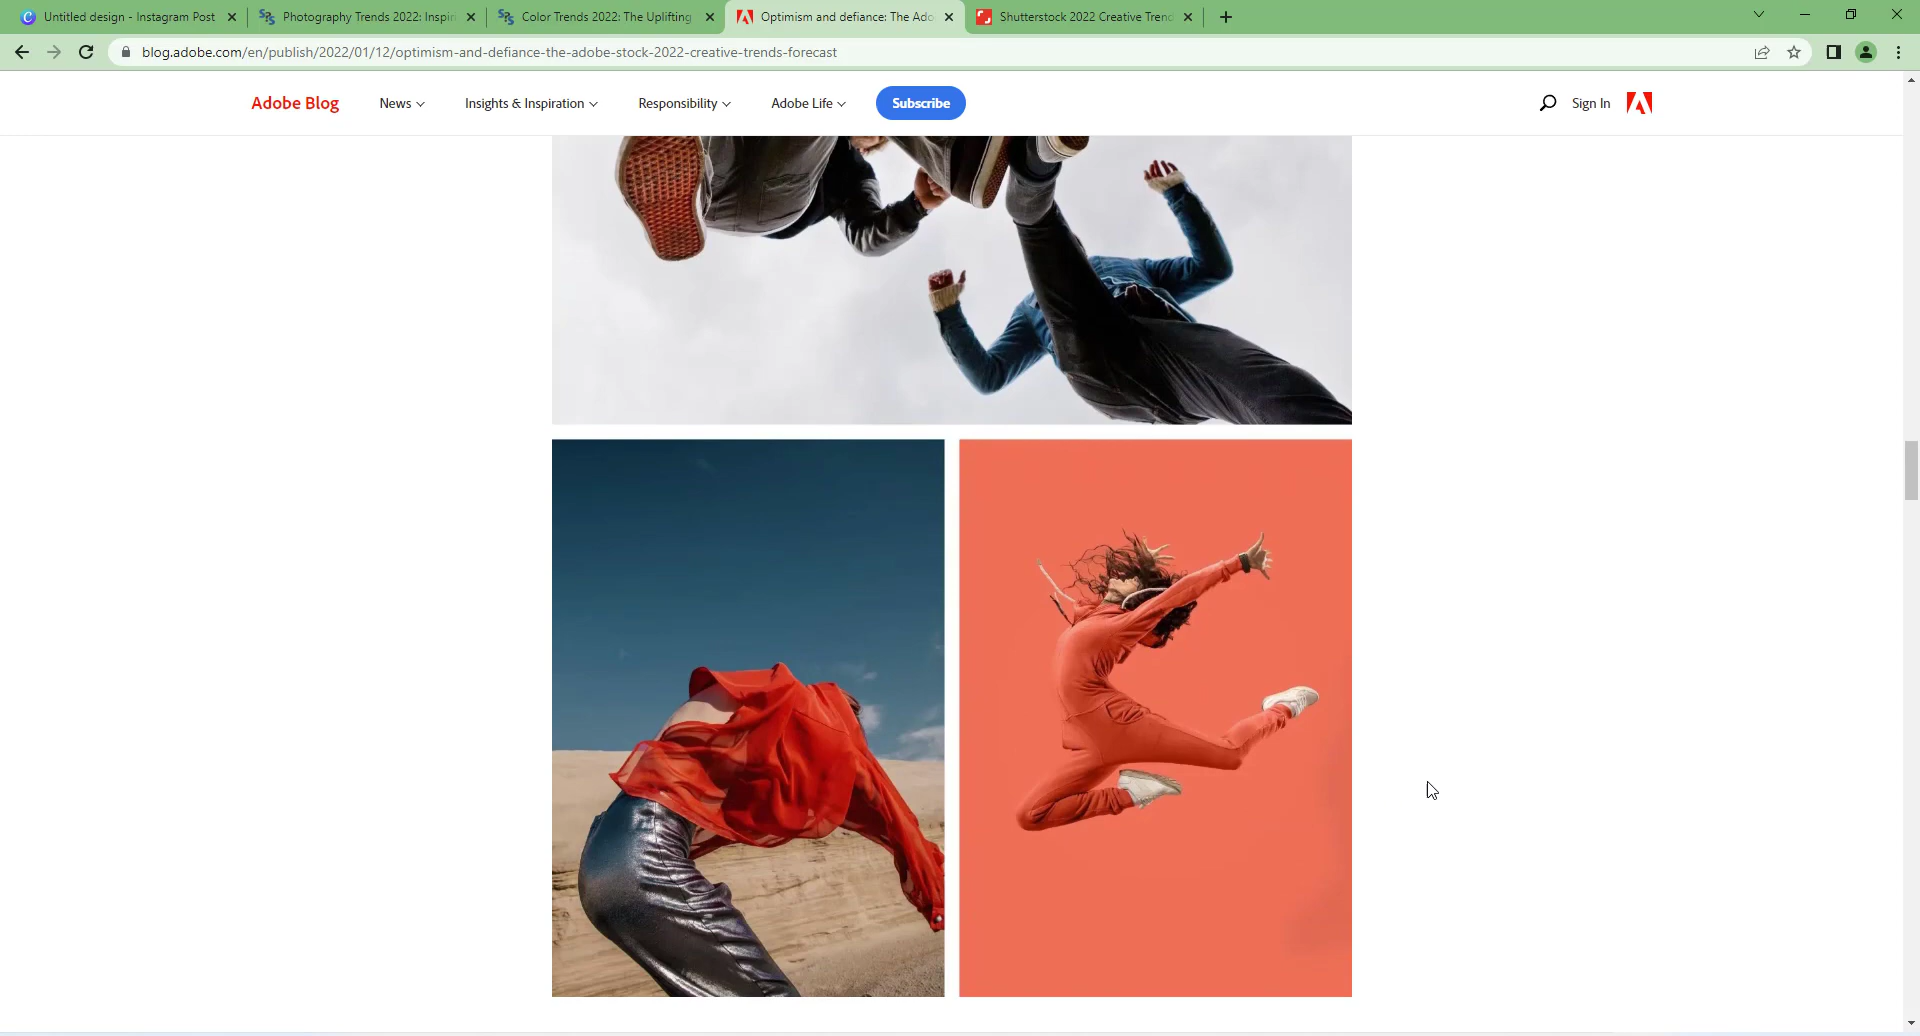 Untitled design - Instagram Post
Photography Trends 2022: Inspir
Color Trends 2022: The Uplifting
Optimism and defiance: The Ado
Shutterstock 2022 Creative Trend
blog.adobe.com/en/publish/2022/01/12/optimism-and-defiance-the-adobe-stock-2022-creative-trends-forecast
Adobe Blog
News
Insights & Inspiration
Responsibility
Adobe Life
Subscribe
Sign In